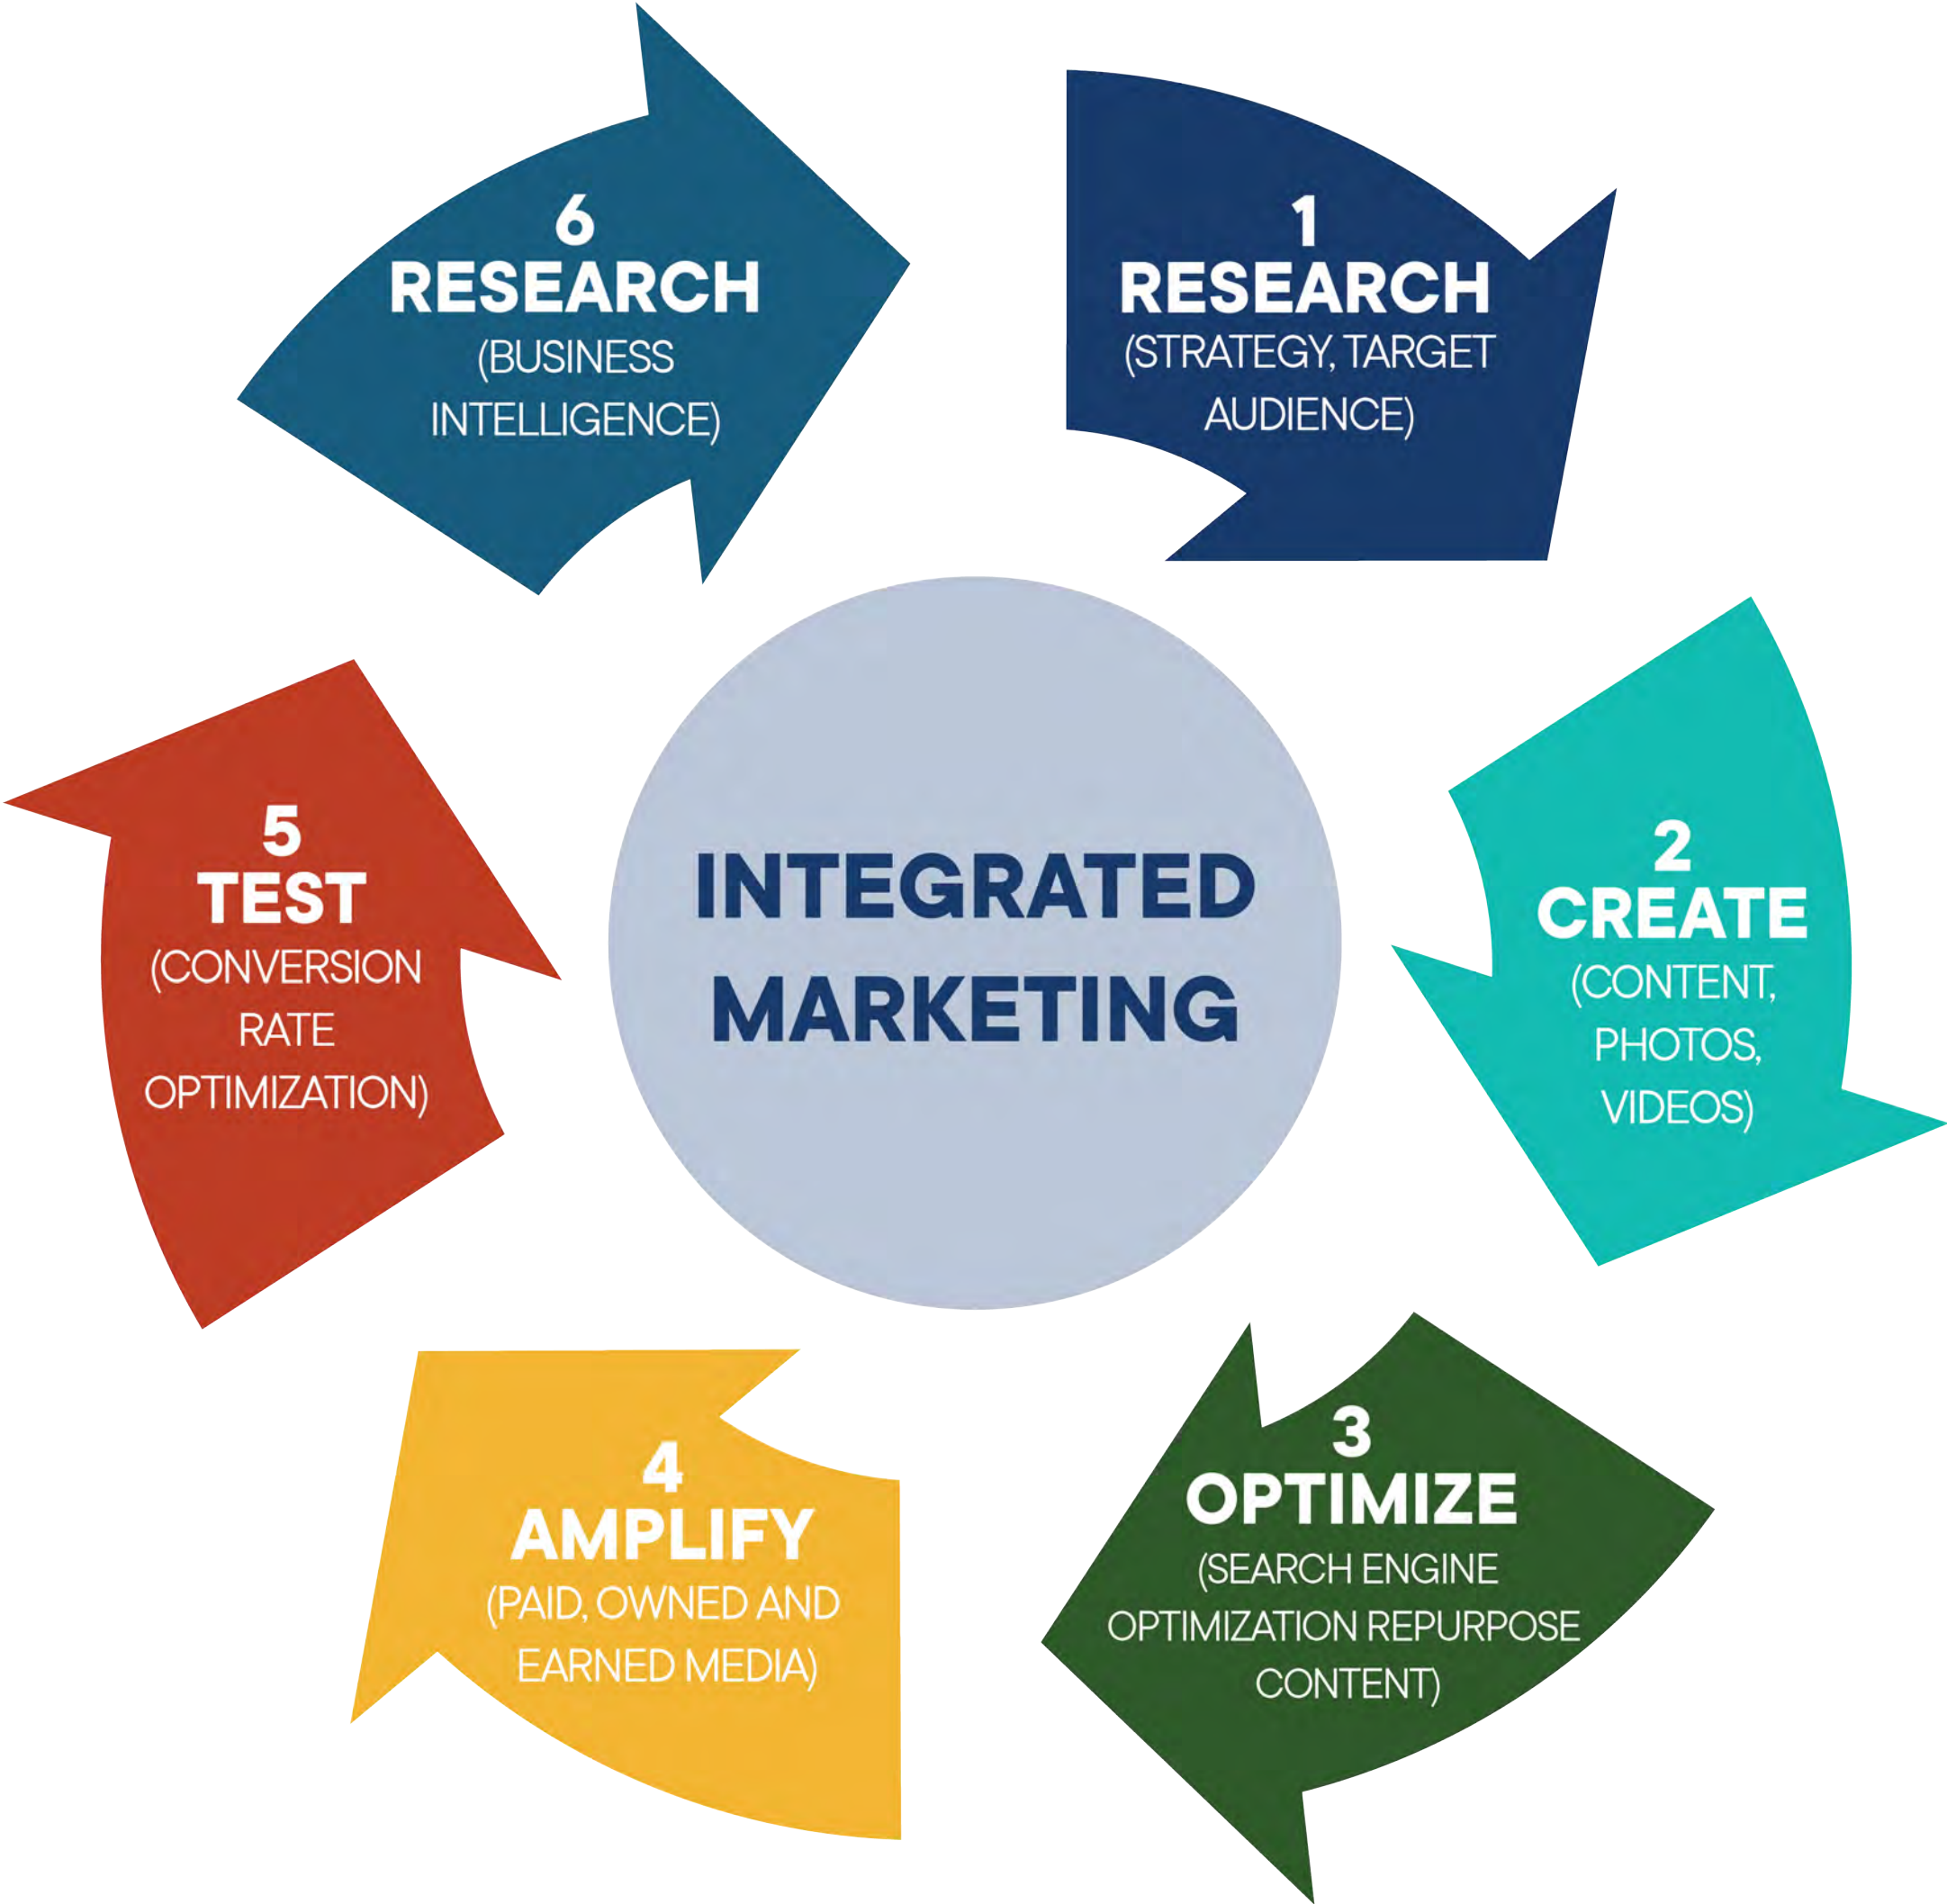 1
RESEARCH
(STRATEGY, TARGET
AUDIENCE)
2
CREATE
(CONTENT,
PHOTOS,
VIDEOS)
3
OPTIMIZE
(SEARCH ENGINE
OPTIMIZATION REPURPOSE
CONTENT)
4
AMPLIFY
(PAID, OWNED AND
EARNED MEDIA)
5
TEST
(CONVERSION
RATE
OPTIMIZATION)
6
RESEARCH
(BUSINESS
INTELLIGENCE)
INTEGRATED
MARKETING